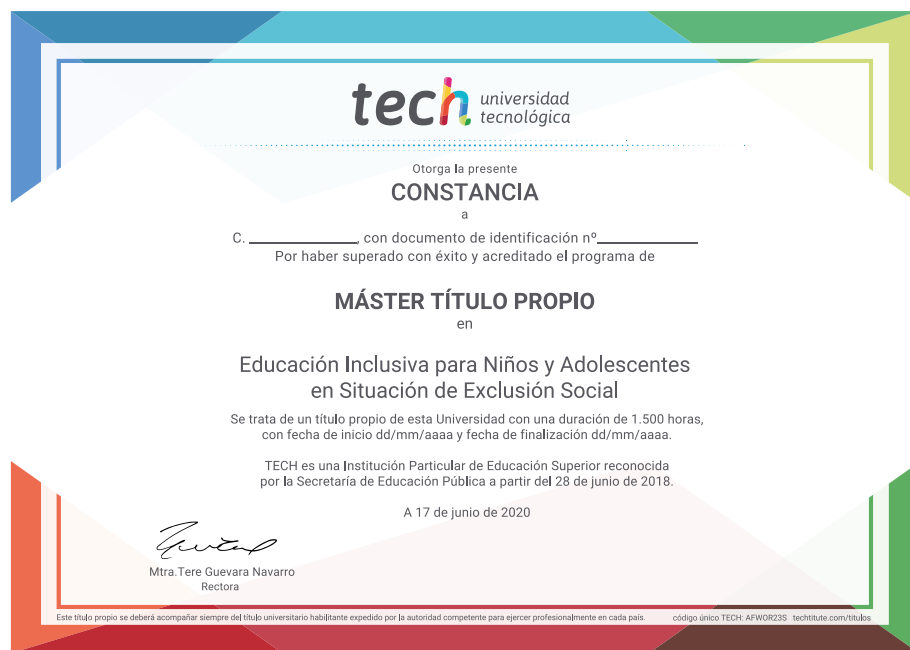 tech universidad
tecnológica
Otorga la presente
CONSTANCIA
a
C. ____________, con documento de identificación nº____________
Por haber superado con éxito y acreditado el programa de
MÁSTER TÍTULO PROPIO
en
Educación Inclusiva para Niños y Adolescentes
en Situación de Exclusión Social
Se trata de un título propio de esta Universidad con una duración de 1.500 horas,
con fecha de inicio dd/mm/aaaa y fecha de finalización dd/mm/aaaa.
TECH es una Institución Particular de Educación Superior reconocida
por la Secretaría de Educación Pública a partir del 28 de junio de 2018.
A 17 de junio de 2020
Mtra.Tere Guevara Navarro
Rectora
Este título propio se deberá acompañar siempre del título universitario habilitante expedido por la autoridad competente para ejercer profesionalmente en cada país. código único TECH: AFWOR23S techtitute.com/titulos